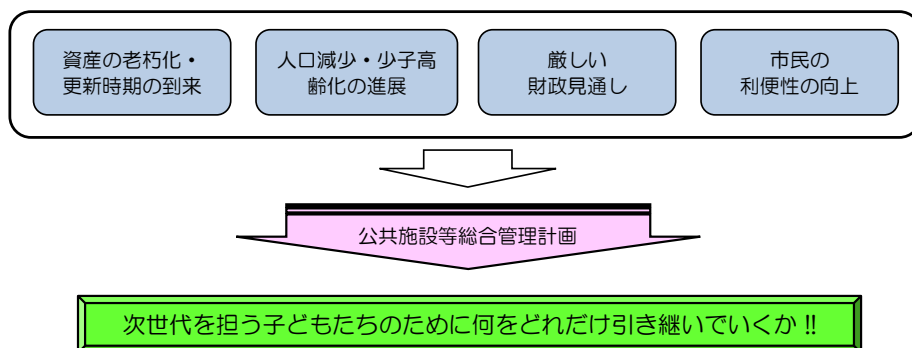 資産の老朽化・
更新時期の到来
人口減少・少子高
齢化の進展
厳しい
財政見通し
市民の
利便性の向上
公共施設等総合管理計画
次世代を担う子どもたちのために何をどれだけ引き継いでいくか !!